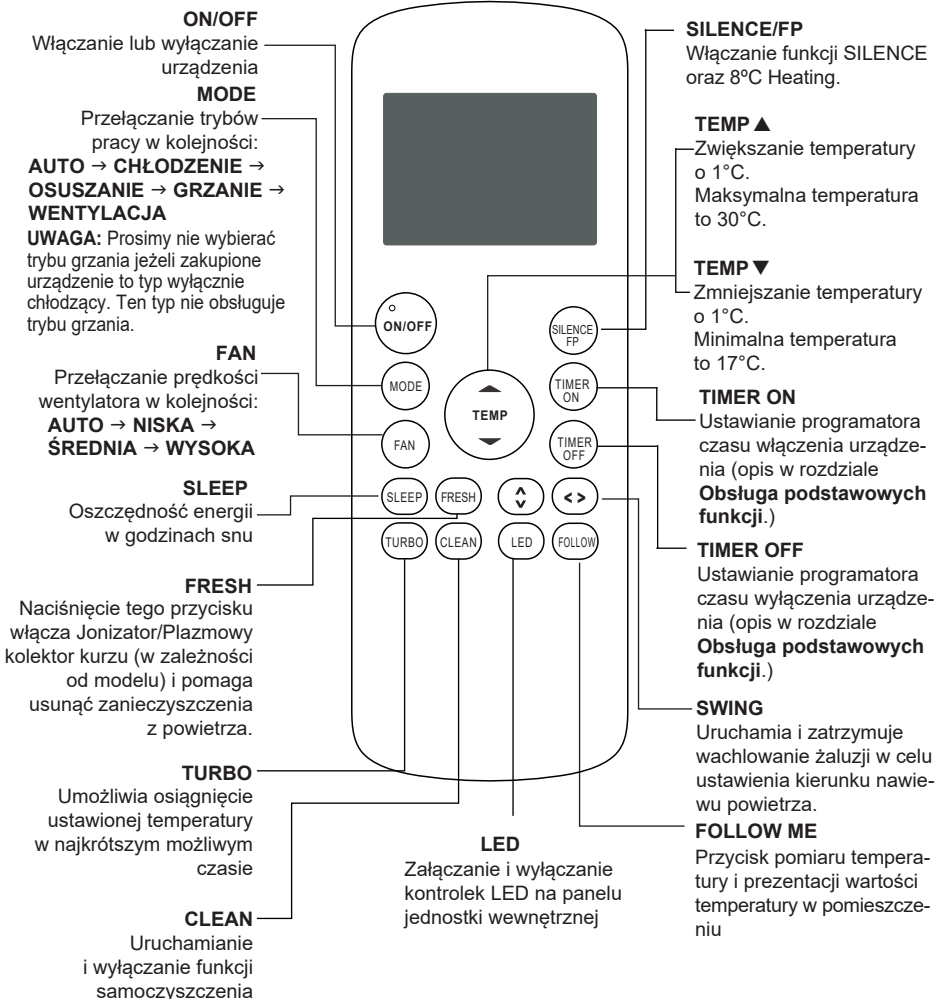 ON/OFF
Włączanie lub wyłączanie
urządzenia
MODE
Przełączanie trybów
pracy w kolejności:
AUTO → CHŁODZENIE →
OSUSZANIE → GRZANIE →
WENTYLACJA
UWAGA: Prosimy nie wybierać
trybu grzania jeżeli zakupione
urządzenie to typ wyłącznie
chłodzący. Ten typ nie obsługuje
trybu grzania.
FAN
Przełączanie prędkości
wentylatora w kolejności:
AUTO → NISKA →
ŚREDNIA → WYSOKA
SLEEP
Oszczędność energii
w godzinach snu
FRESH
Naciśnięcie tego przycisku
włącza Jonizator/Plazmowy
kolektor kurzu (w zależności
od modelu) i pomaga
usunąć zanieczyszczenia
z powietrza.
TURBO
Umożliwia osiągnięcie
ustawionej temperatury
w najkrótszym możliwym
czasie
CLEAN
Uruchamianie
i wyłączanie funkcji
samoczyszczenia
ON/OFF
SILENCE
FP
MODE
TEMP
TIMER
ON
FAN
TIMER
OFF
SLEEP
FRESH
< >
TURBO
CLEAN
LED
FOLLOW
LED
Załączanie i wyłączanie
kontrolek LED na panelu
jednostki wewnętrznej
SILENCE/FP
Włączanie funkcji SILENCE
oraz 8ºC Heating.
TEMP ▲
Zwiększanie temperatury
o 1°C.
Maksymalna temperatura
to 30°C.
TEMP ▼
Zmniejszanie temperatury
o 1°C.
Minimalna temperatura
to 17°C.
TIMER ON
Ustawianie programatora
czasu włączenia urządze-
nia (opis w rozdziale
Obsługa podstawowych
funkcji.)
TIMER OFF
Ustawianie programatora
czasu wyłączenia urządze-
nia (opis w rozdziale
Obsługa podstawowych
funkcji.)
SWING
Uruchamia i zatrzymuje
wachlowanie żaluzji w celu
ustawienia kierunku nawie-
wu powietrza.
FOLLOW ME
Przycisk pomiaru tempera-
tury i prezentacji wartości
temperatury w pomieszcze-
niu